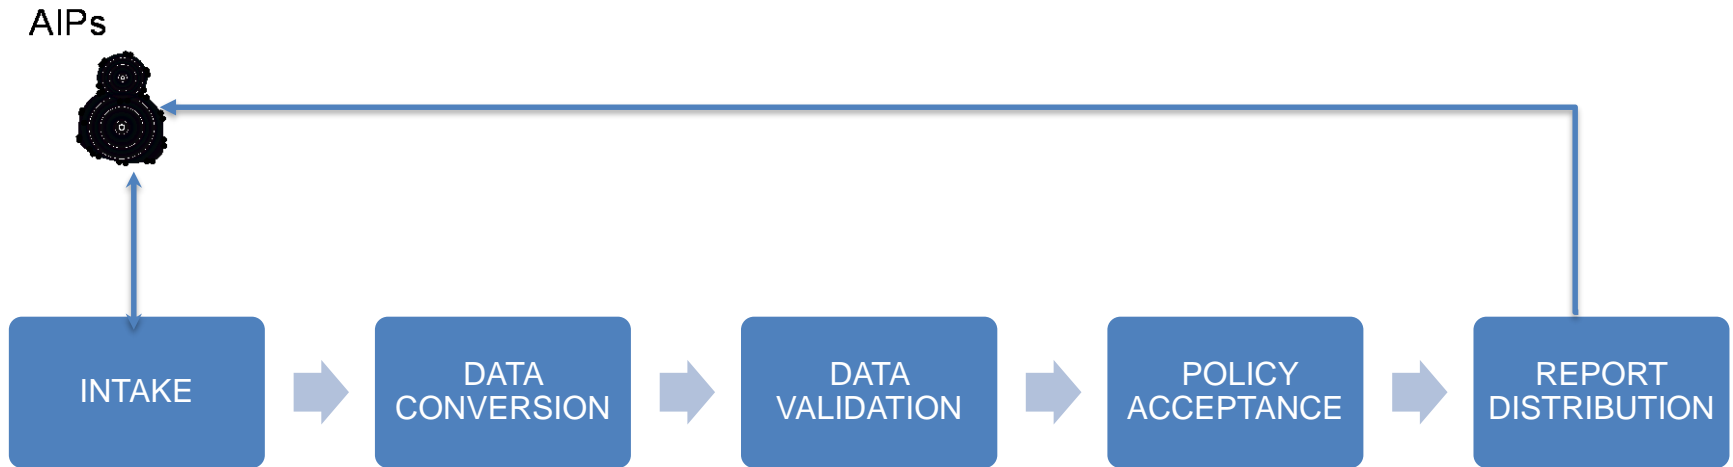 AIPs
INTAKE
DATA
CONVERSION
DATA
VALIDATION
POLICY
ACCEPTANCE
REPORT
DISTRIBUTION